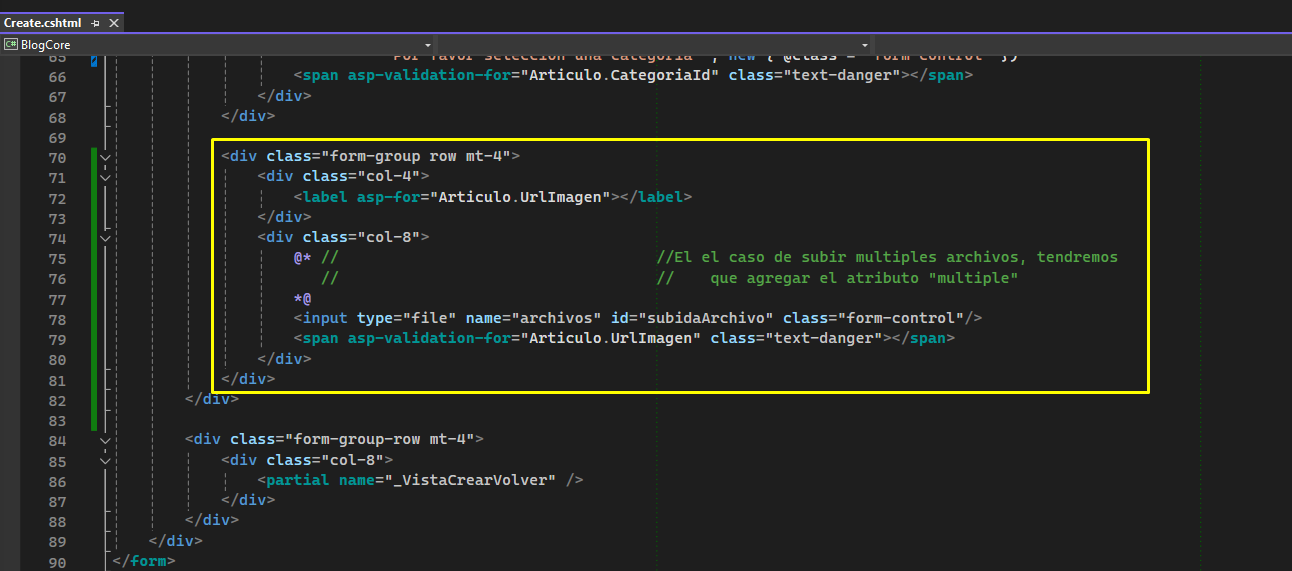 Create.cshtml
C# BlogCore
65 "Por favor selection una categoria", new { @class = "form-control" })
66 <span asp-validation-for="Articulo.CategoriaId" class="text-danger"></span>
67 </div>
68 </div>
69
70 <div class="form-group row mt-4">
71 <div class="col-4">
72 <label asp-for="Articulo.UrlImagen"></label>
73 </div>
74 <div class="col-8">
75 @* // //El el caso de subir multiples archivos, tendremos
76 // // que agregar el atributo "multiple"
77 *@
78 <input type="file" name="archivos" id="subidaArchivo" class="form-control"/>
79 <span asp-validation-for="Articulo.UrlImagen" class="text-danger"></span>
80 </div>
81 </div>
82 </div>
83
84 <div class="form-group-row mt-4">
85 <div class="col-8">
86 <partial name="_VistaCrearVolver" />
87 </div>
88 </div>
89 </div>
90 </form>